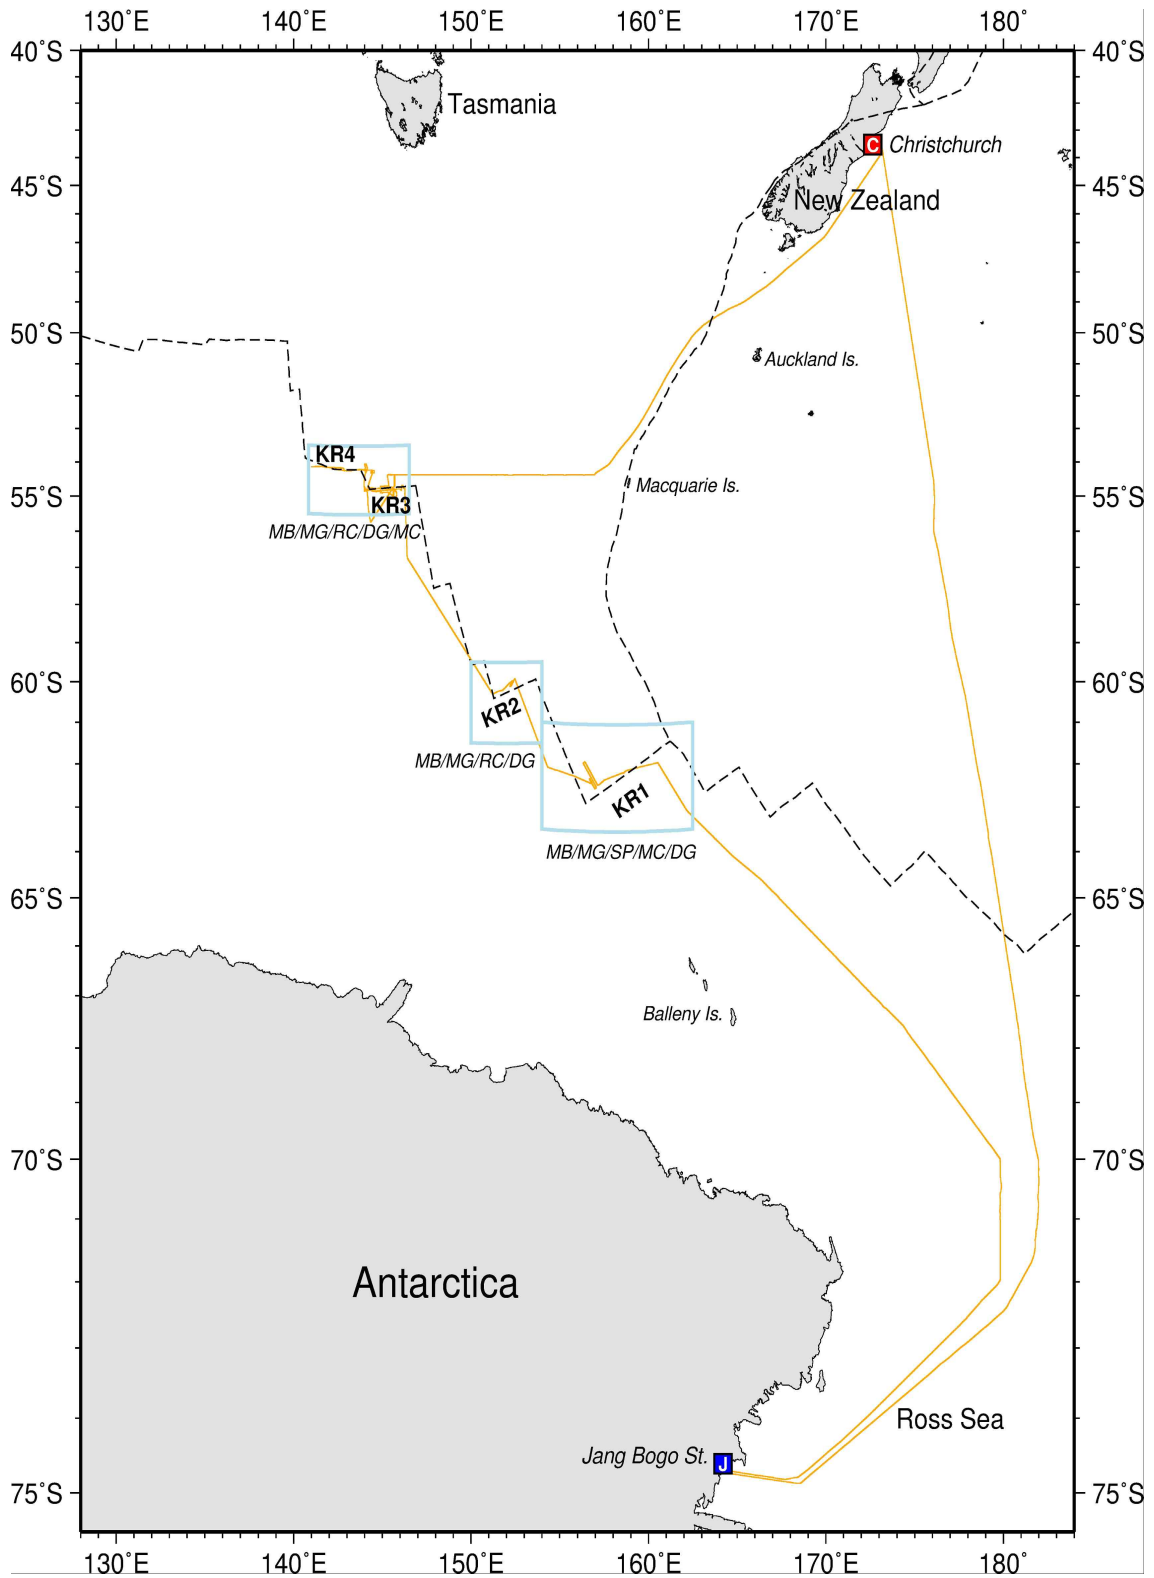 130˚E 140˚E 150˚E 160˚E 170˚E 180˚
40˚S 40˚S
Tasmania
C Christchurch
45˚S 45˚S
New Zealand
50˚S 50˚S
Auckland Is.
KR4
Macquarie Is.
55˚S 55˚S
KR3
MB/MG/RC/DG/MC
60˚S 60˚S
KR2
MB/MG/RC/DG
KR1
MB/MG/SP/MC/DG
65˚S 65˚S
Balleny Is.
70˚S 70˚S
Antarctica
Ross Sea
Jang Bogo St. J
75˚S 75˚S
130˚E 140˚E 150˚E 160˚E 170˚E 180˚